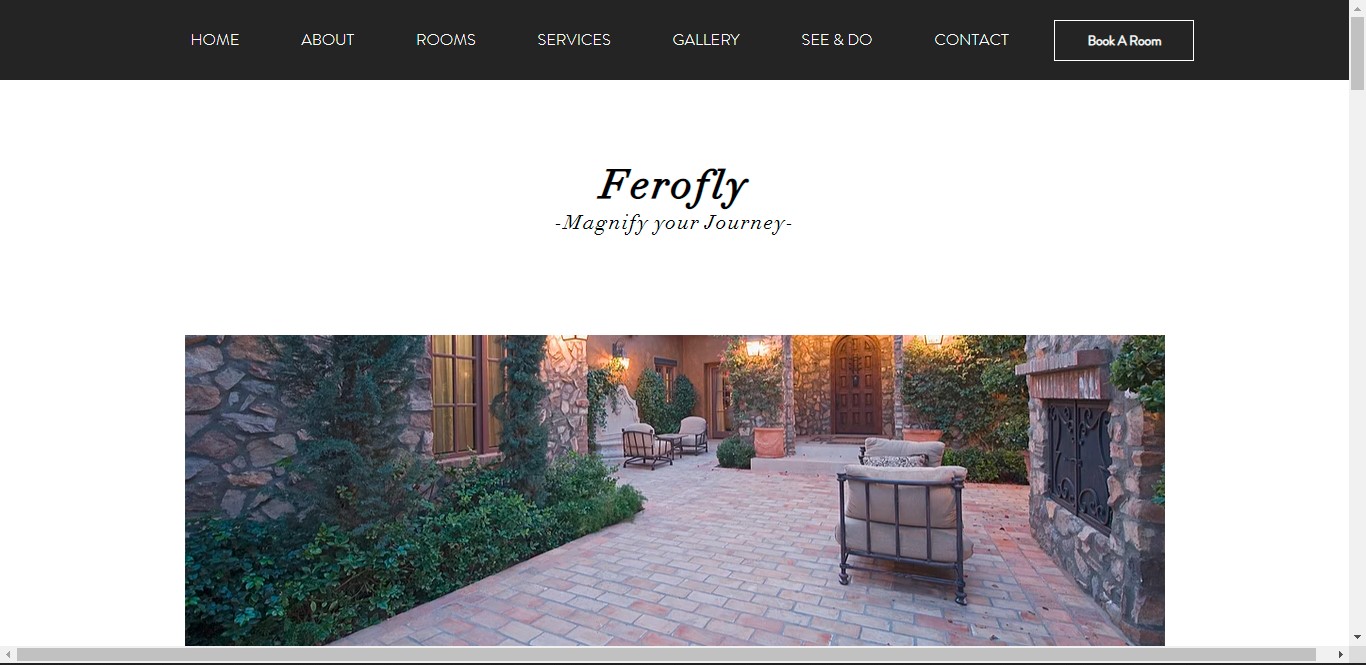 HOME ABOUT ROOMS SERVICES GALLERY SEE & DO CONTACT Book A Room
Ferofly
-Magnify your Journey-